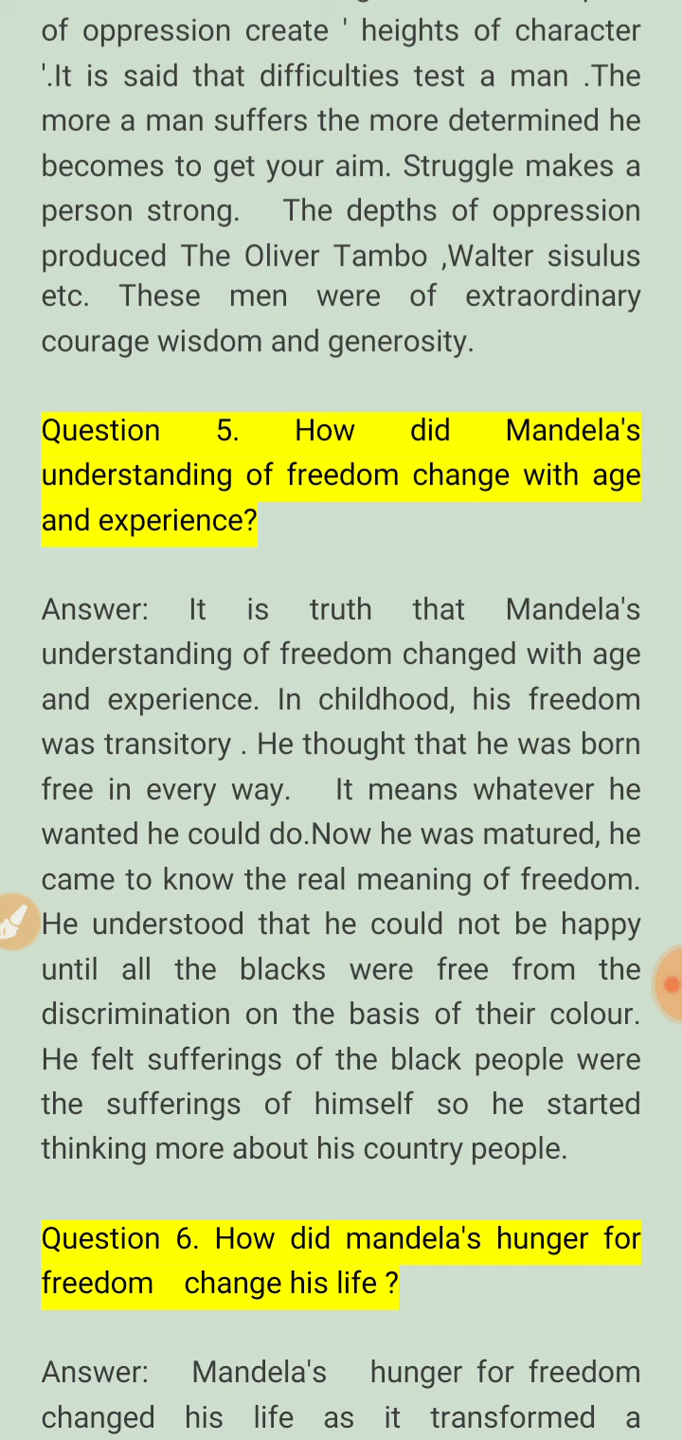 of oppression create ' heights of character
'.It is said that difficulties test a man .The
more a man suffers the more determined he
becomes to get your aim. Struggle makes a
person strong. The depths of oppression
produced The Oliver Tambo ,Walter sisulus
etc. These men were of extraordinary
courage wisdom and generosity.
Question 5. How did Mandela's
understanding of freedom change with age
and experience?
Answer: It is truth that Mandela's
understanding of freedom changed with age
and experience. In childhood, his freedom
was transitory . He thought that he was born
free in every way. It means whatever he
wanted he could do.Now he was matured, he
came to know the real meaning of freedom.
He understood that he could not be happy
until all the blacks were free from the
discrimination on the basis of their colour.
He felt sufferings of the black people were
the sufferings of himself so he started
thinking more about his country people.
Question 6. How did mandela's hunger for
freedom change his life ?
Answer: Mandela's hunger for freedom
changed his life as it transformed a